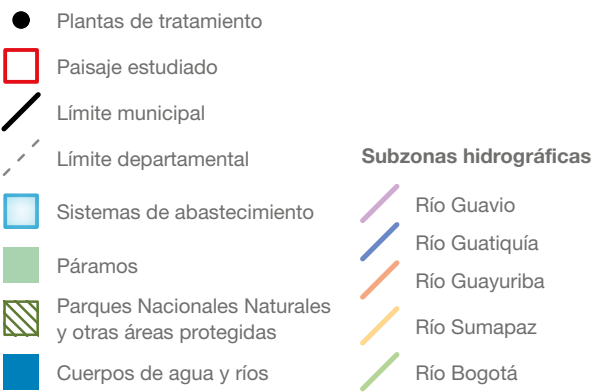 Plantas de tratamiento
Paisaje estudiado
Límite municipal
Límite departamental
Sistemas de abastecimiento
Páramos
Parques Nacionales Naturales
y otras áreas protegidas
Cuerpos de agua y ríos
Subzonas hidrográficas
Río Guavio
Río Guatiquía
Río Guayuriba
Río Sumapaz
Río Bogotá